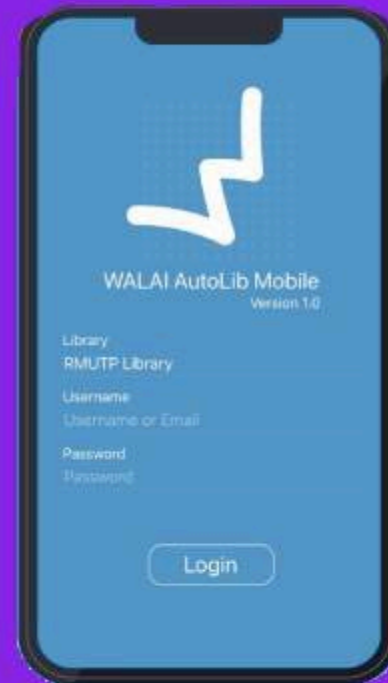 WALAI AutoLib Mobile
Version 1.0
Library
RMUTP Library
Username
Username or Email
Password
Password
Login